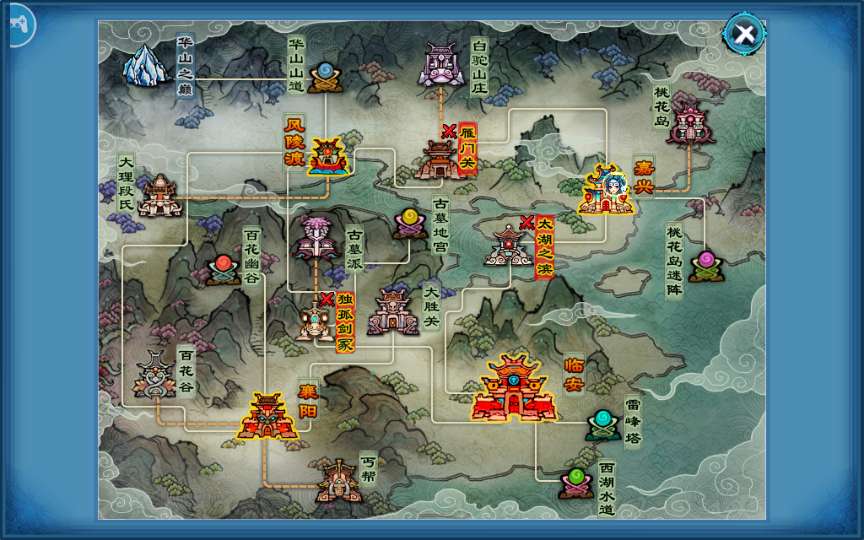 华山之巅
华山山道
白驼山庄
桃花岛
风陵渡
雁门关
大理段氏
嘉兴
古墓地宫
百花幽谷
古墓派
太湖之滨
桃花岛迷阵
独孤剑冢
大胜关
百花谷
襄阳
临安
雷峰塔
丐帮
西湖水道